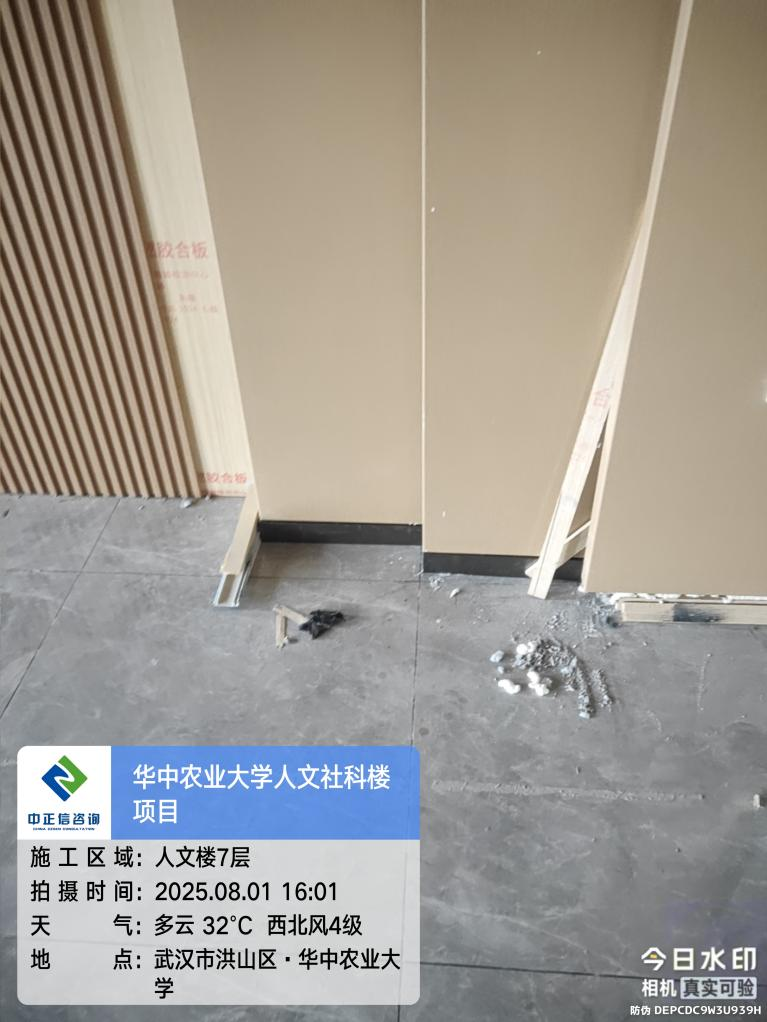 胶合板
胶合板
中正信咨询
华中农业大学人文社科楼
项目
施工区域：人文楼7层
拍摄时间：2025.08.01 16:01
天气：多云 32°C 西北风4级
地点：武汉市洪山区·华中农业大
学
今日水印
相机 真实可验
防伪 DEPCDC9W3U939H